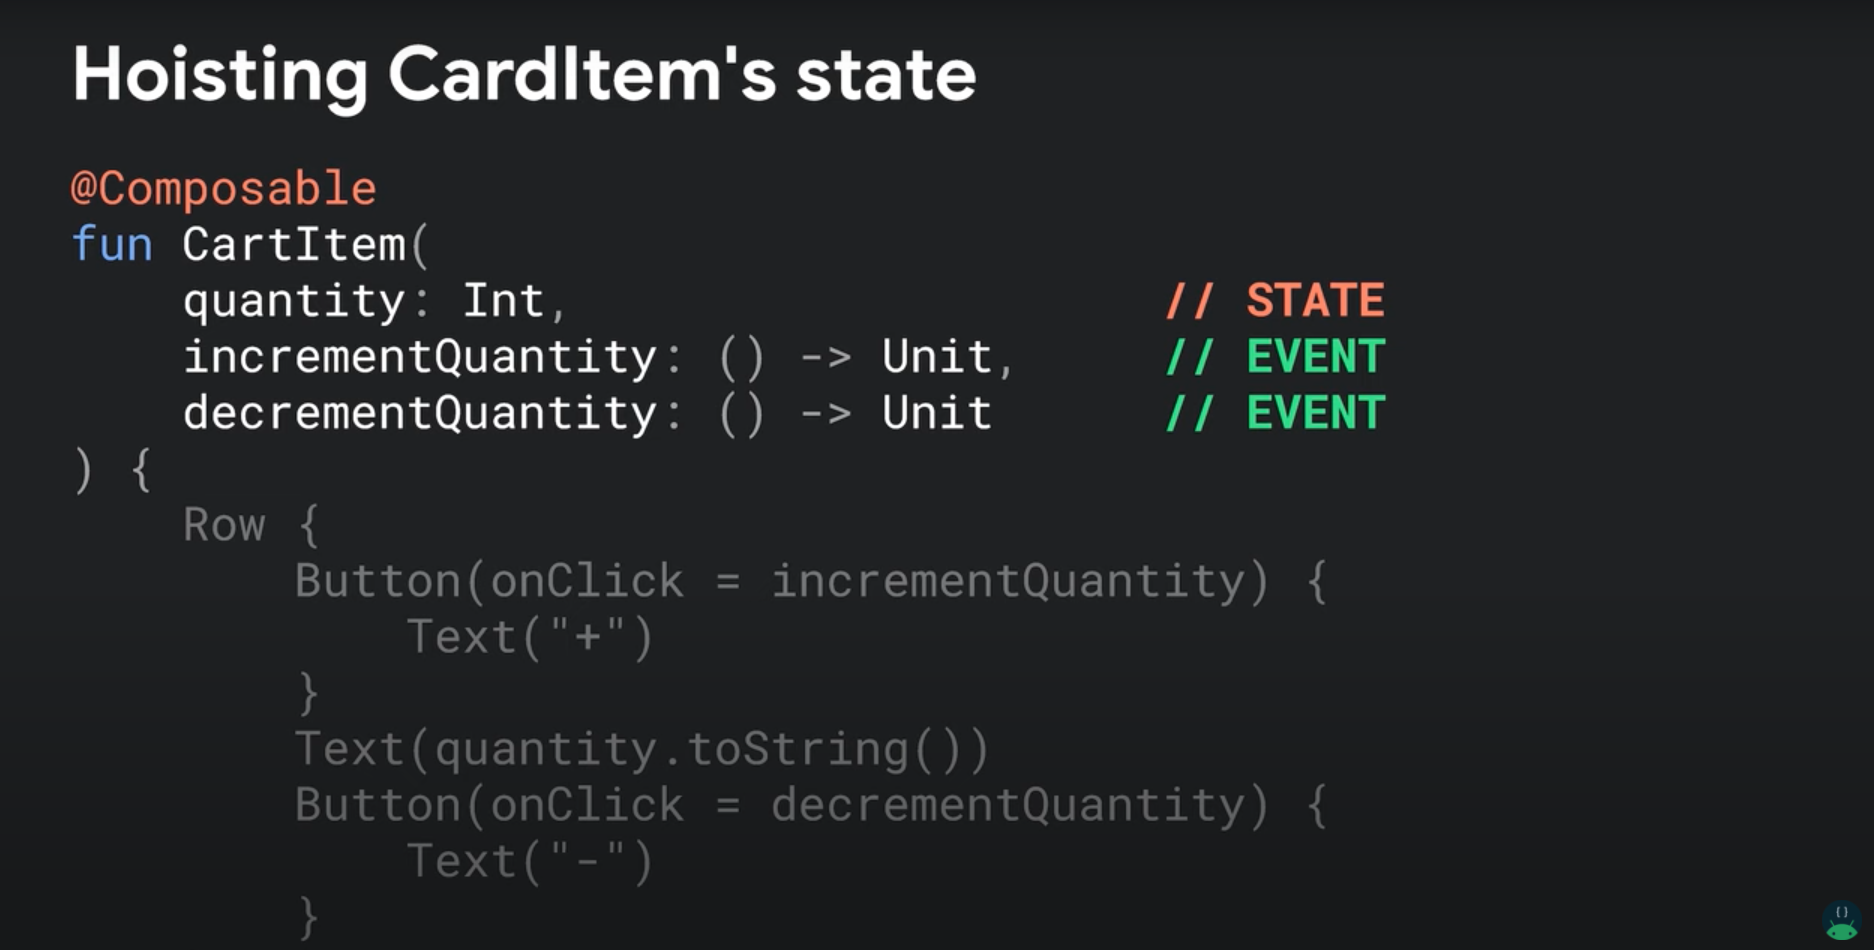 Hoisting CardItem's state
@Composable
fun CartItem(
    quantity: Int,                      // STATE
    incrementQuantity: () -> Unit,      // EVENT
    decrementQuantity: () -> Unit       // EVENT
) {
    Row {
        Button(onClick = incrementQuantity) {
            Text("+")
        }
        Text(quantity.toString())
        Button(onClick = decrementQuantity) {
            Text("-")
        }
{}